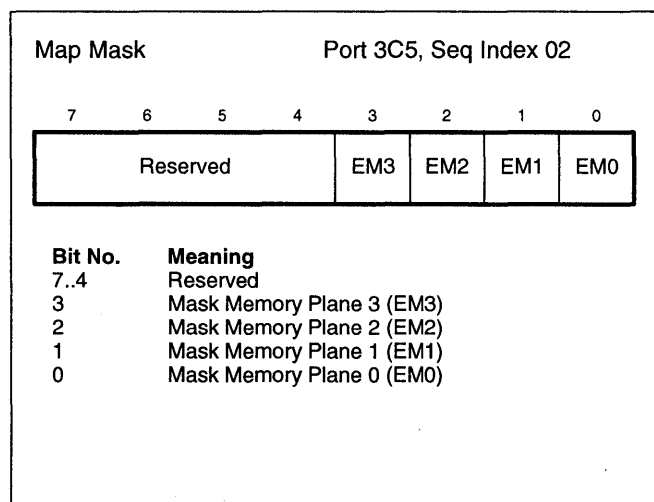 Map Mask Port 3C5, Seq Index 02
7 6 5 4 3 2 1 0
Reserved EM3 EM2 EM1 EM0
Bit No. Meaning
7..4 Reserved
3 Mask Memory Plane 3 (EM3)
2 Mask Memory Plane 2 (EM2)
1 Mask Memory Plane 1 (EM1)
0 Mask Memory Plane 0 (EM0)